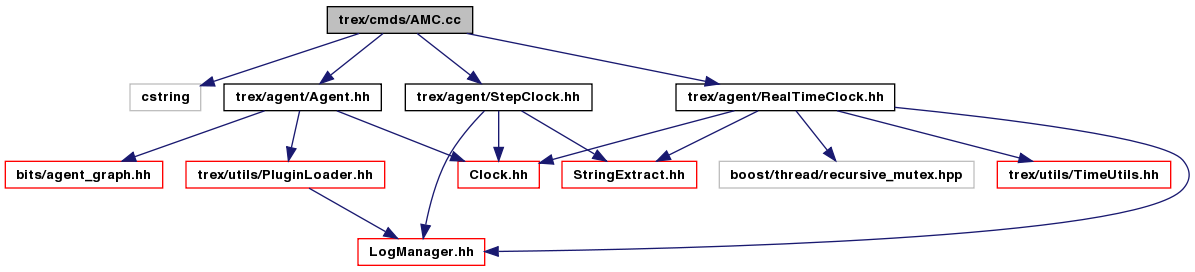 trex/cmds/AMC.cc
cstring
trex/agent/Agent.hh
trex/agent/StepClock.hh
trex/agent/RealTimeClock.hh
bits/agent_graph.hh
trex/utils/PluginLoader.hh
Clock.hh
StringExtract.hh
boost/thread/recursive_mutex.hpp
trex/utils/TimeUtils.hh
LogManager.hh